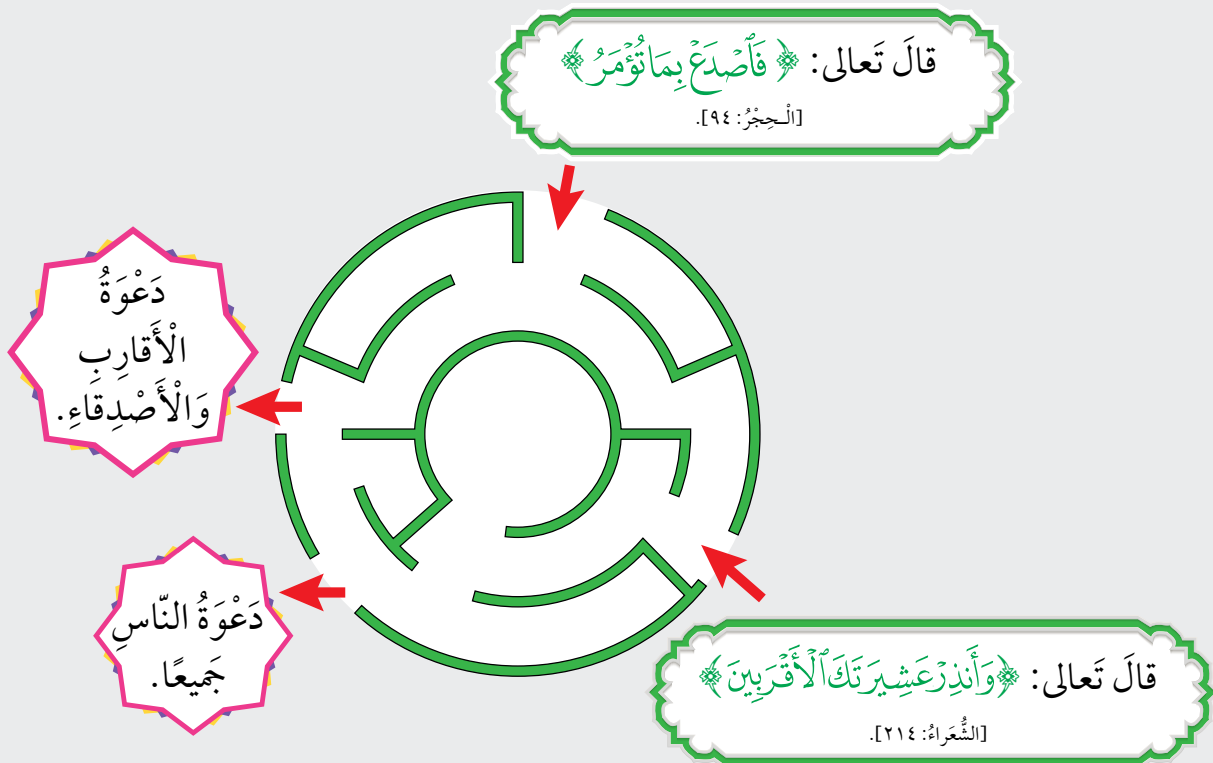 قالَ تَعالى: ﴿ فَٱصۡدَعۡ بِمَا تُؤۡمَرُ ﴾
[الْـحِجْرُ: ٩٤].
دَعْوَةُ
الْأَقارِبِ
وَالْأَصْدِقاءِ.
دَعْوَةُ النّاسِ
جَميعًا.
قالَ تَعالى: ﴿وَأَنذِرۡ عَشِيرَتَكَ ٱلۡأَقۡرَبِينَ ﴾
[الشُّعَراءُ: ٢١٤].